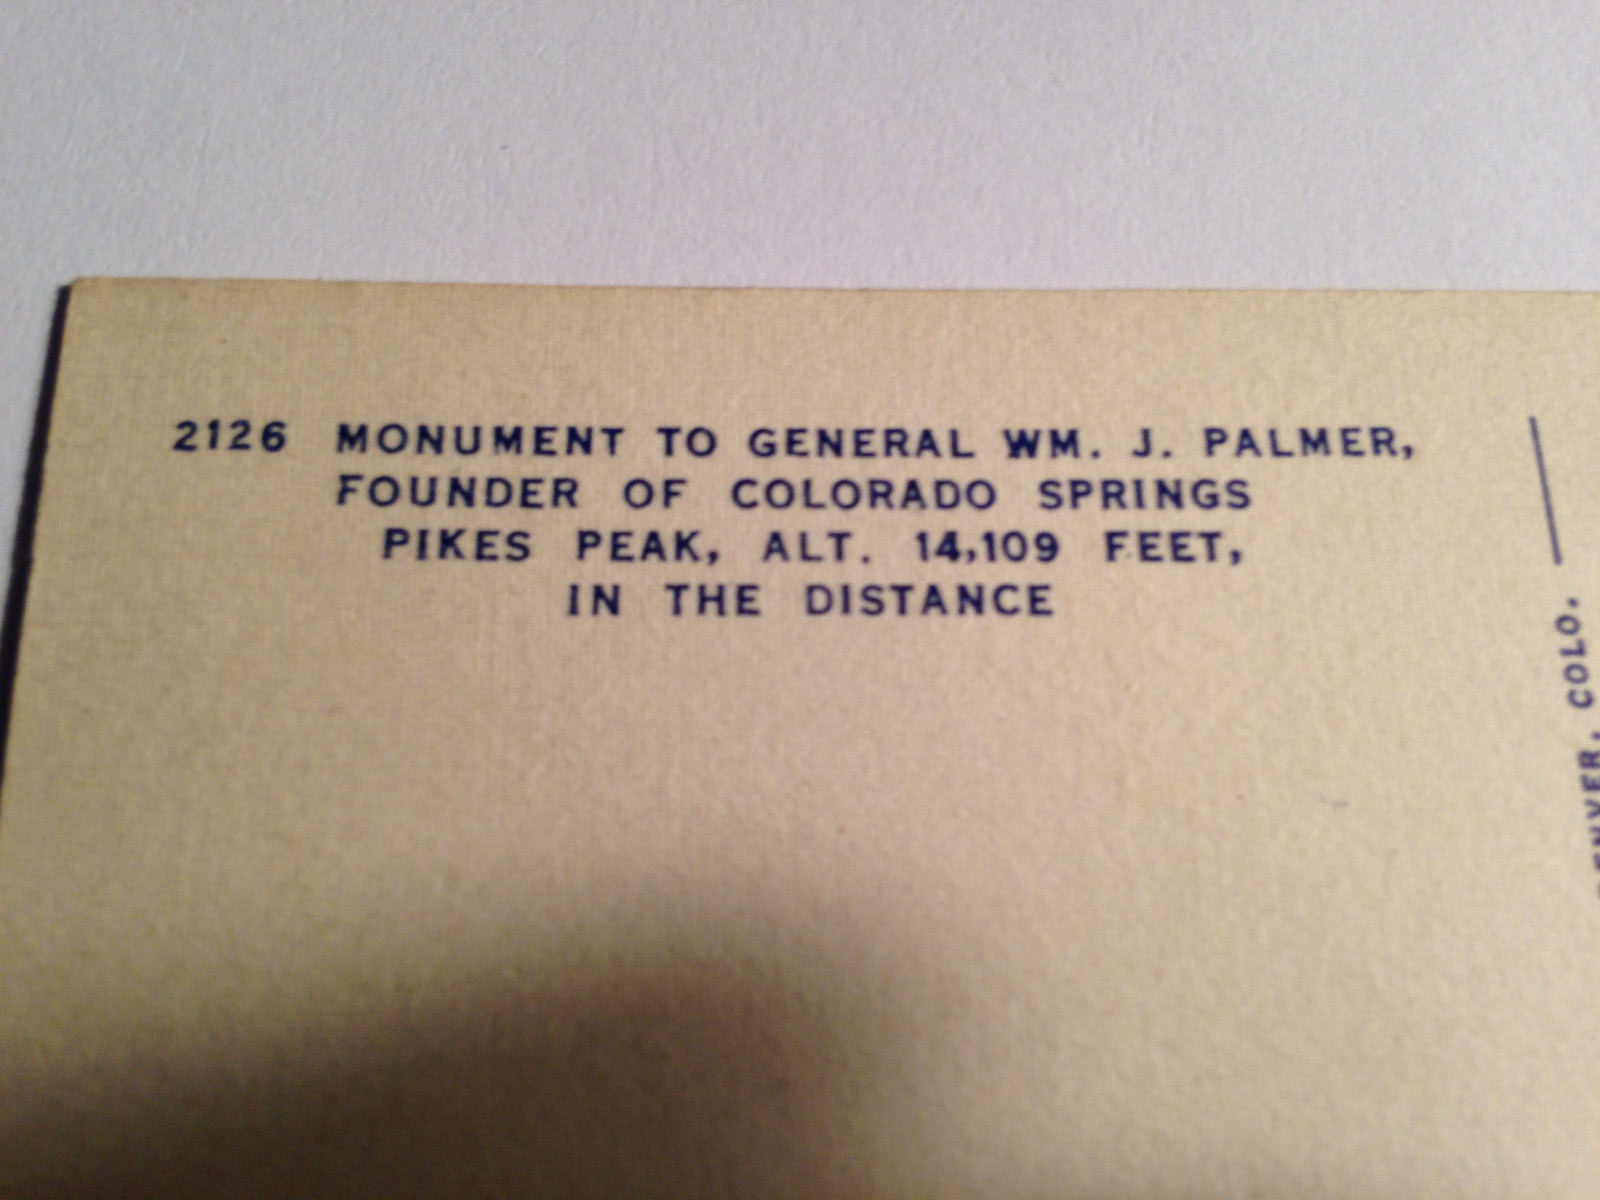 2126 MONUMENT TO GENERAL WM. J. PALMER,
FOUNDER OF COLORADO SPRINGS
PIKES PEAK, ALT. 14,109 FEET,
IN THE DISTANCE
COLO.